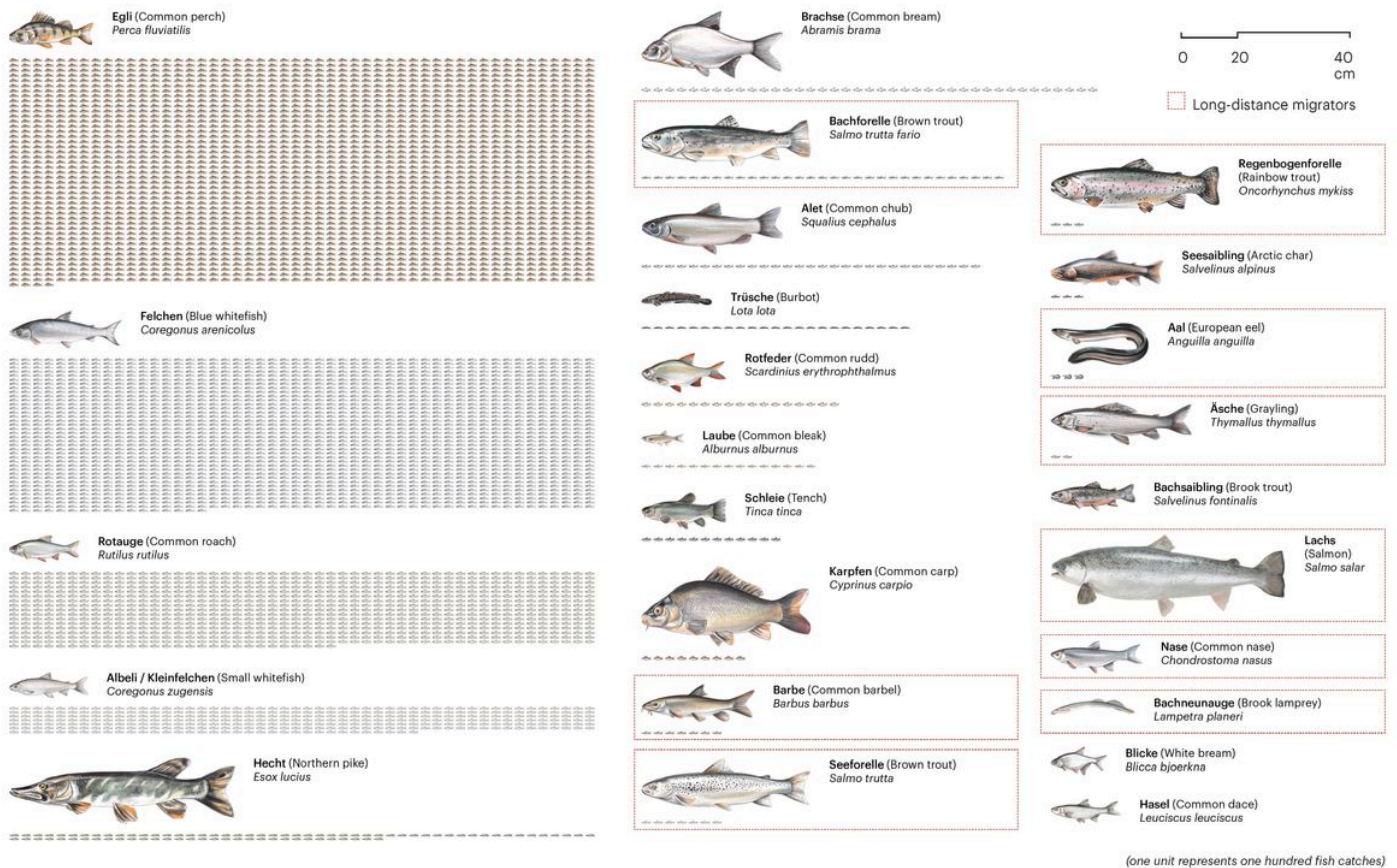 Egli (Common perch)
Perca fluviatilis
Felchen (Blue whitefish)
Coregonus arenicolus
Rotauge (Common roach)
Rutilus rutilus
Albeli / Kleinfelchen (Small whitefish)
Coregonus zugensis
Hecht (Northern pike)
Esox lucius
Brachse (Common bream)
Abramis brama
Bachforelle (Brown trout)
Salmo trutta fario
Alet (Common chub)
Squalius cephalus
Trüsche (Burbot)
Lota lota
Rotfeder (Common rudd)
Scardinius erythrophthalmus
Laube (Common bleak)
Alburnus alburnus
Schleie (Tench)
Tinca tinca
Karpfen (Common carp)
Cyprinus carpio
Barbe (Common barbel)
Barbus barbus
Seeforelle (Brown trout)
Salmo trutta
0 20 40
cm
Long-distance migrators
Regenbogenforelle
(Rainbow trout)
Oncorhynchus mykiss
Seesaibling (Arctic char)
Salvelinus alpinus
Aal (European eel)
Anguilla anguilla
Äsche (Grayling)
Thymallus thymallus
Bachsaibling (Brook trout)
Salvelinus fontinalis
Lachs
(Salmon)
Salmo salar
Nase (Common nase)
Chondrostoma nasus
Bachneunauge (Brook lamprey)
Lampetra planeri
Blicke (White bream)
Blicca bjoerkna
Hasel (Common dace)
Leuciscus leuciscus
(one unit represents one hundred fish catches)